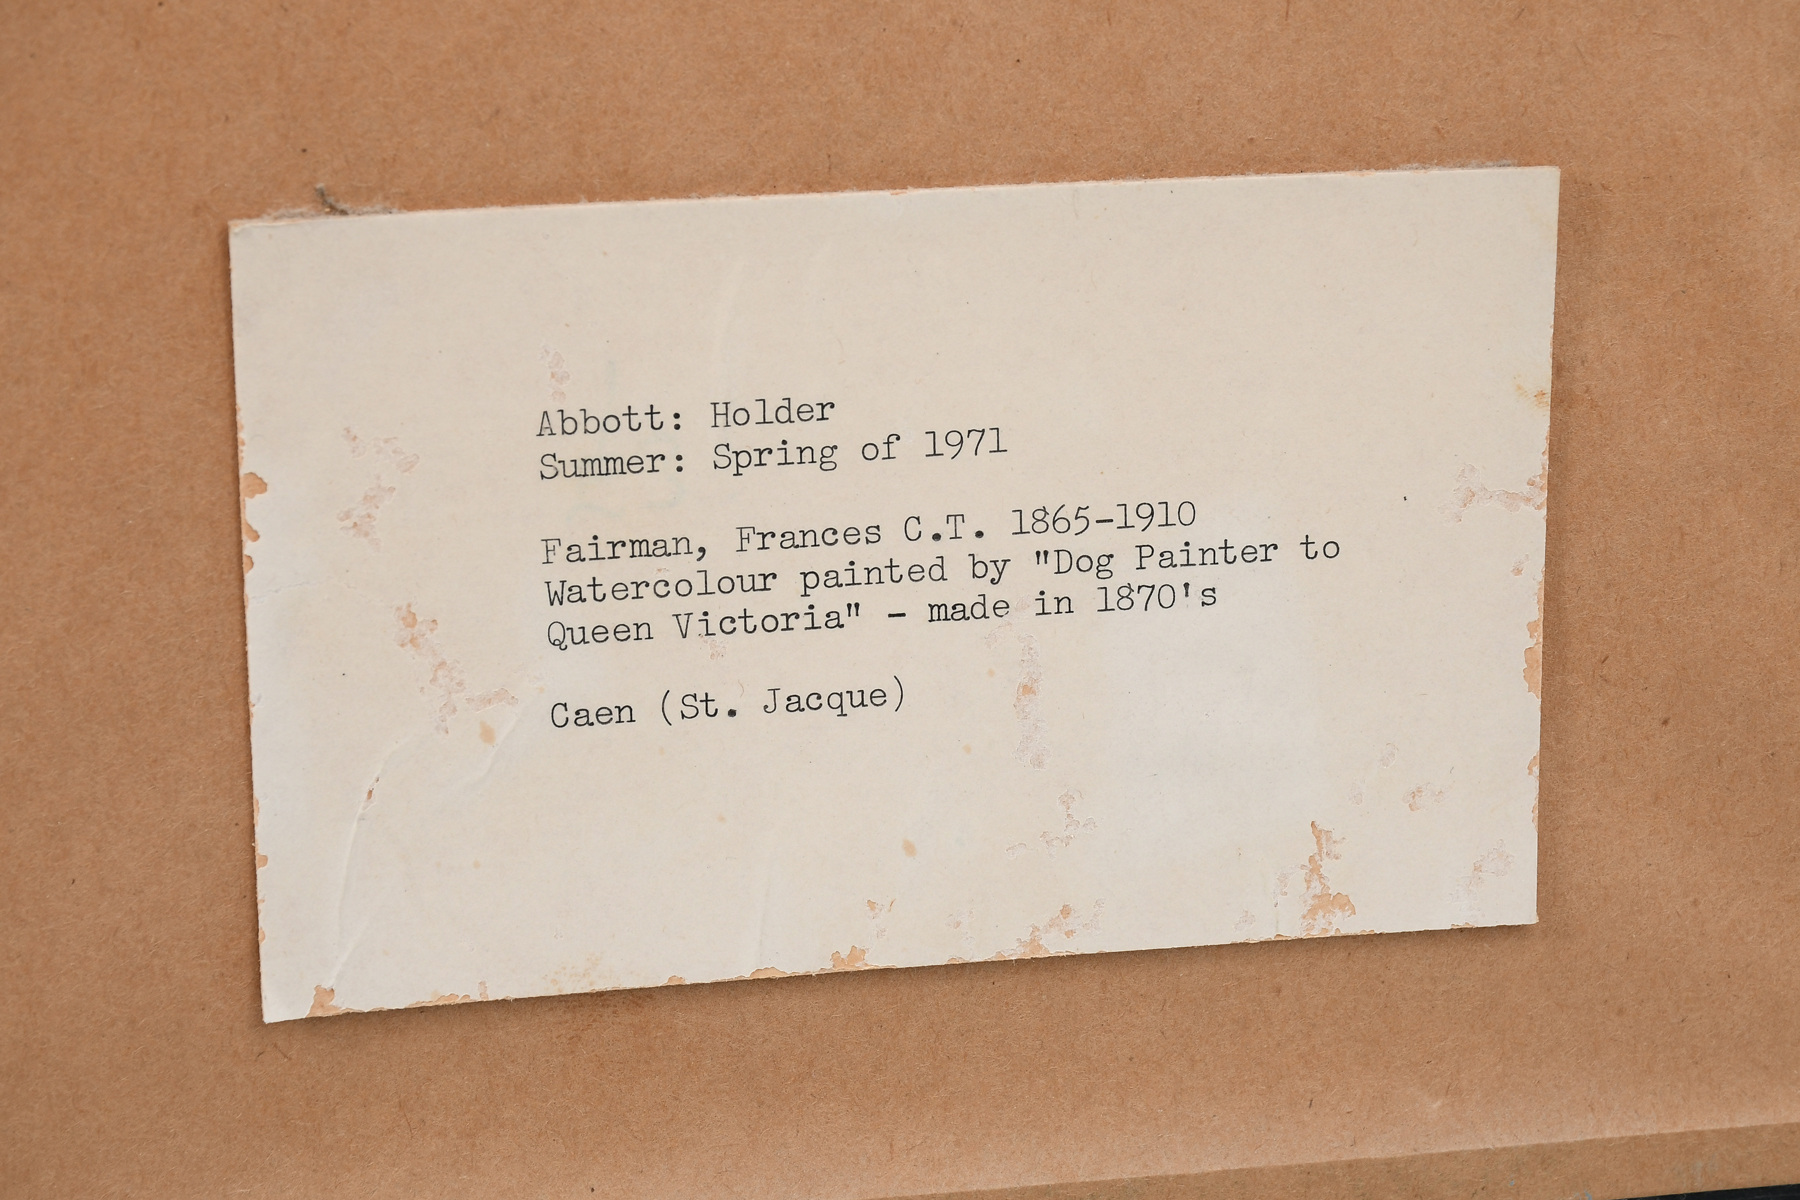 Abbott: Holder
Summer: Spring of 1971
Fairman, Frances C.T. 1865-1910
Watercolour painted by "Dog Painter to
Queen Victoria" - made in 1870's
Caen (St. Jacque)